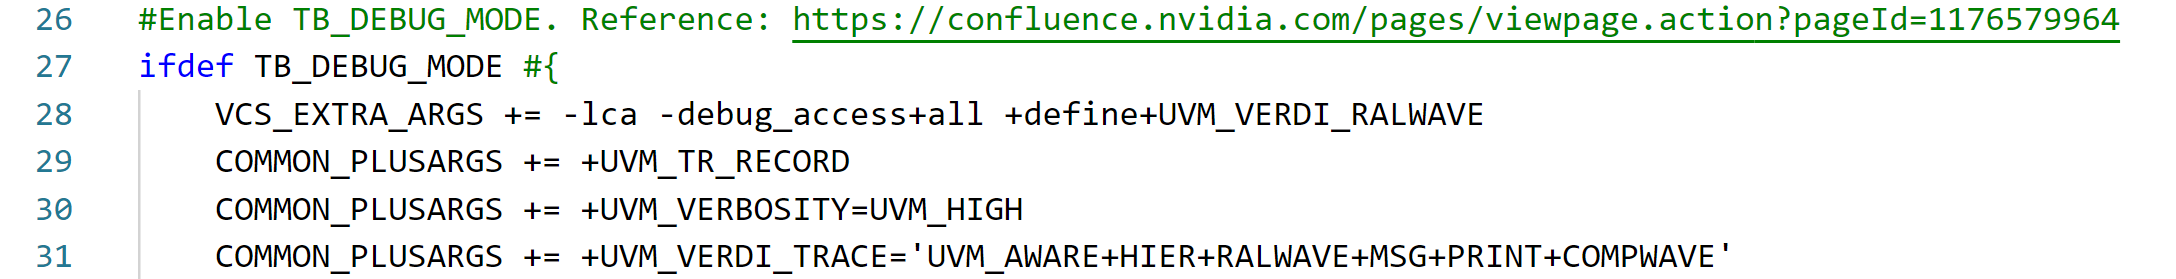 26 #Enable TB_DEBUG_MODE. Reference: https://confluence.nvidia.com/pages/viewpage.action?pageId=1176579964
27 ifdef TB_DEBUG_MODE #{
28 VCS_EXTRA_ARGS += -lca -debug_access+all +define+UVM_VERDI_RALWAVE
29 COMMON_PLUSARGS += +UVM_TR_RECORD
30 COMMON_PLUSARGS += +UVM_VERBOSITY=UVM_HIGH
31 COMMON_PLUSARGS += +UVM_VERDI_TRACE='UVM_AWARE+HIER+RALWAVE+MSG+PRINT+COMPWAVE'